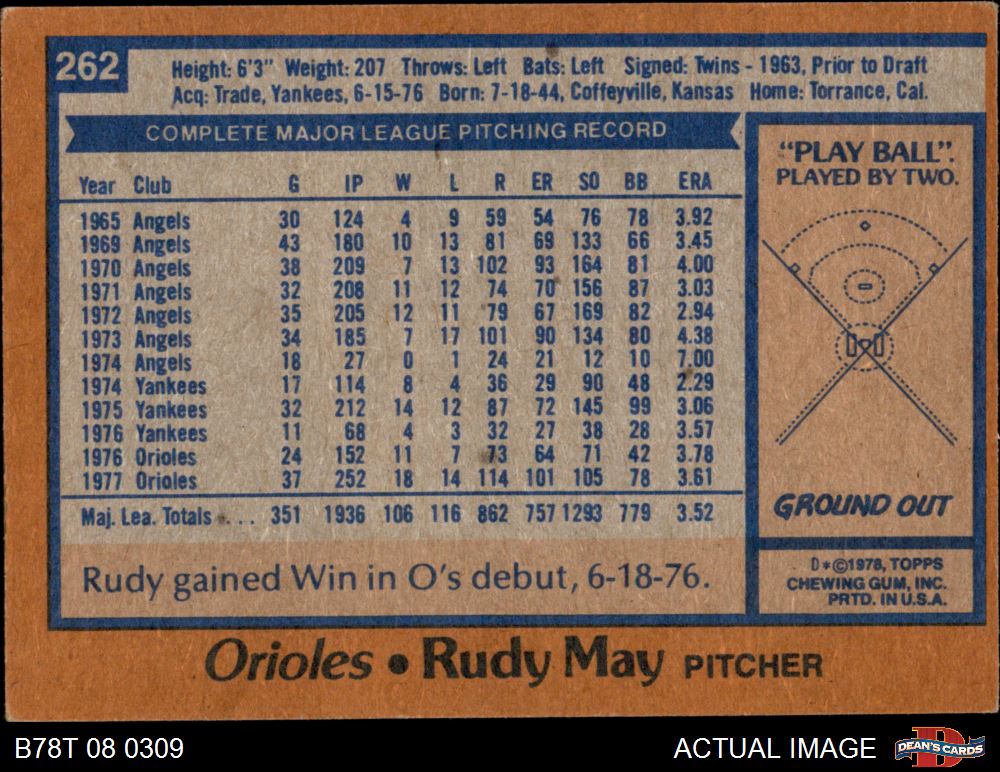 262
Height: 6'3" Weight: 207 Throws: Left Bats: Left Signed: Twins - 1963, Prior to Draft
Acq: Trade, Yankees, 6-15-76 Born: 7-18-44, Coffeyville, Kansas Home: Torrance, Cal.
COMPLETE MAJOR LEAGUE PITCHING RECORD
Year Club G IP W L R ER SO BB ERA
1965 Angels 30 124 4 9 59 54 76 78 3.92
1969 Angels 43 180 10 13 81 69 133 66 3.45
1970 Angels 38 209 7 13 102 93 164 81 4.00
1971 Angels 32 208 11 12 74 70 156 87 3.03
1972 Angels 35 205 12 11 79 67 169 82 2.94
1973 Angels 34 185 7 17 101 90 134 80 4.38
1974 Angels 18 27 0 1 24 21 12 10 7.00
1974 Yankees 17 114 8 4 36 29 90 48 2.29
1975 Yankees 32 212 14 12 87 72 145 99 3.06
1976 Yankees 11 68 4 3 32 27 38 28 3.57
1976 Orioles 24 152 11 7 73 64 71 42 3.78
1977 Orioles 37 252 18 14 114 101 105 78 3.61
Maj. Lea. Totals .... 351 1936 106 116 862 757 1293 779 3.52
Rudy gained Win in O's debut, 6-18-76.
"PLAY BALL".
PLAYED BY TWO.
GROUND OUT
D*©1978, TOPPS
CHEWING GUM, INC.
PRTD. IN U.S.A.
Orioles • Rudy May PITCHER
B78T 08 0309
ACTUAL IMAGE
DEAN'S CARDS